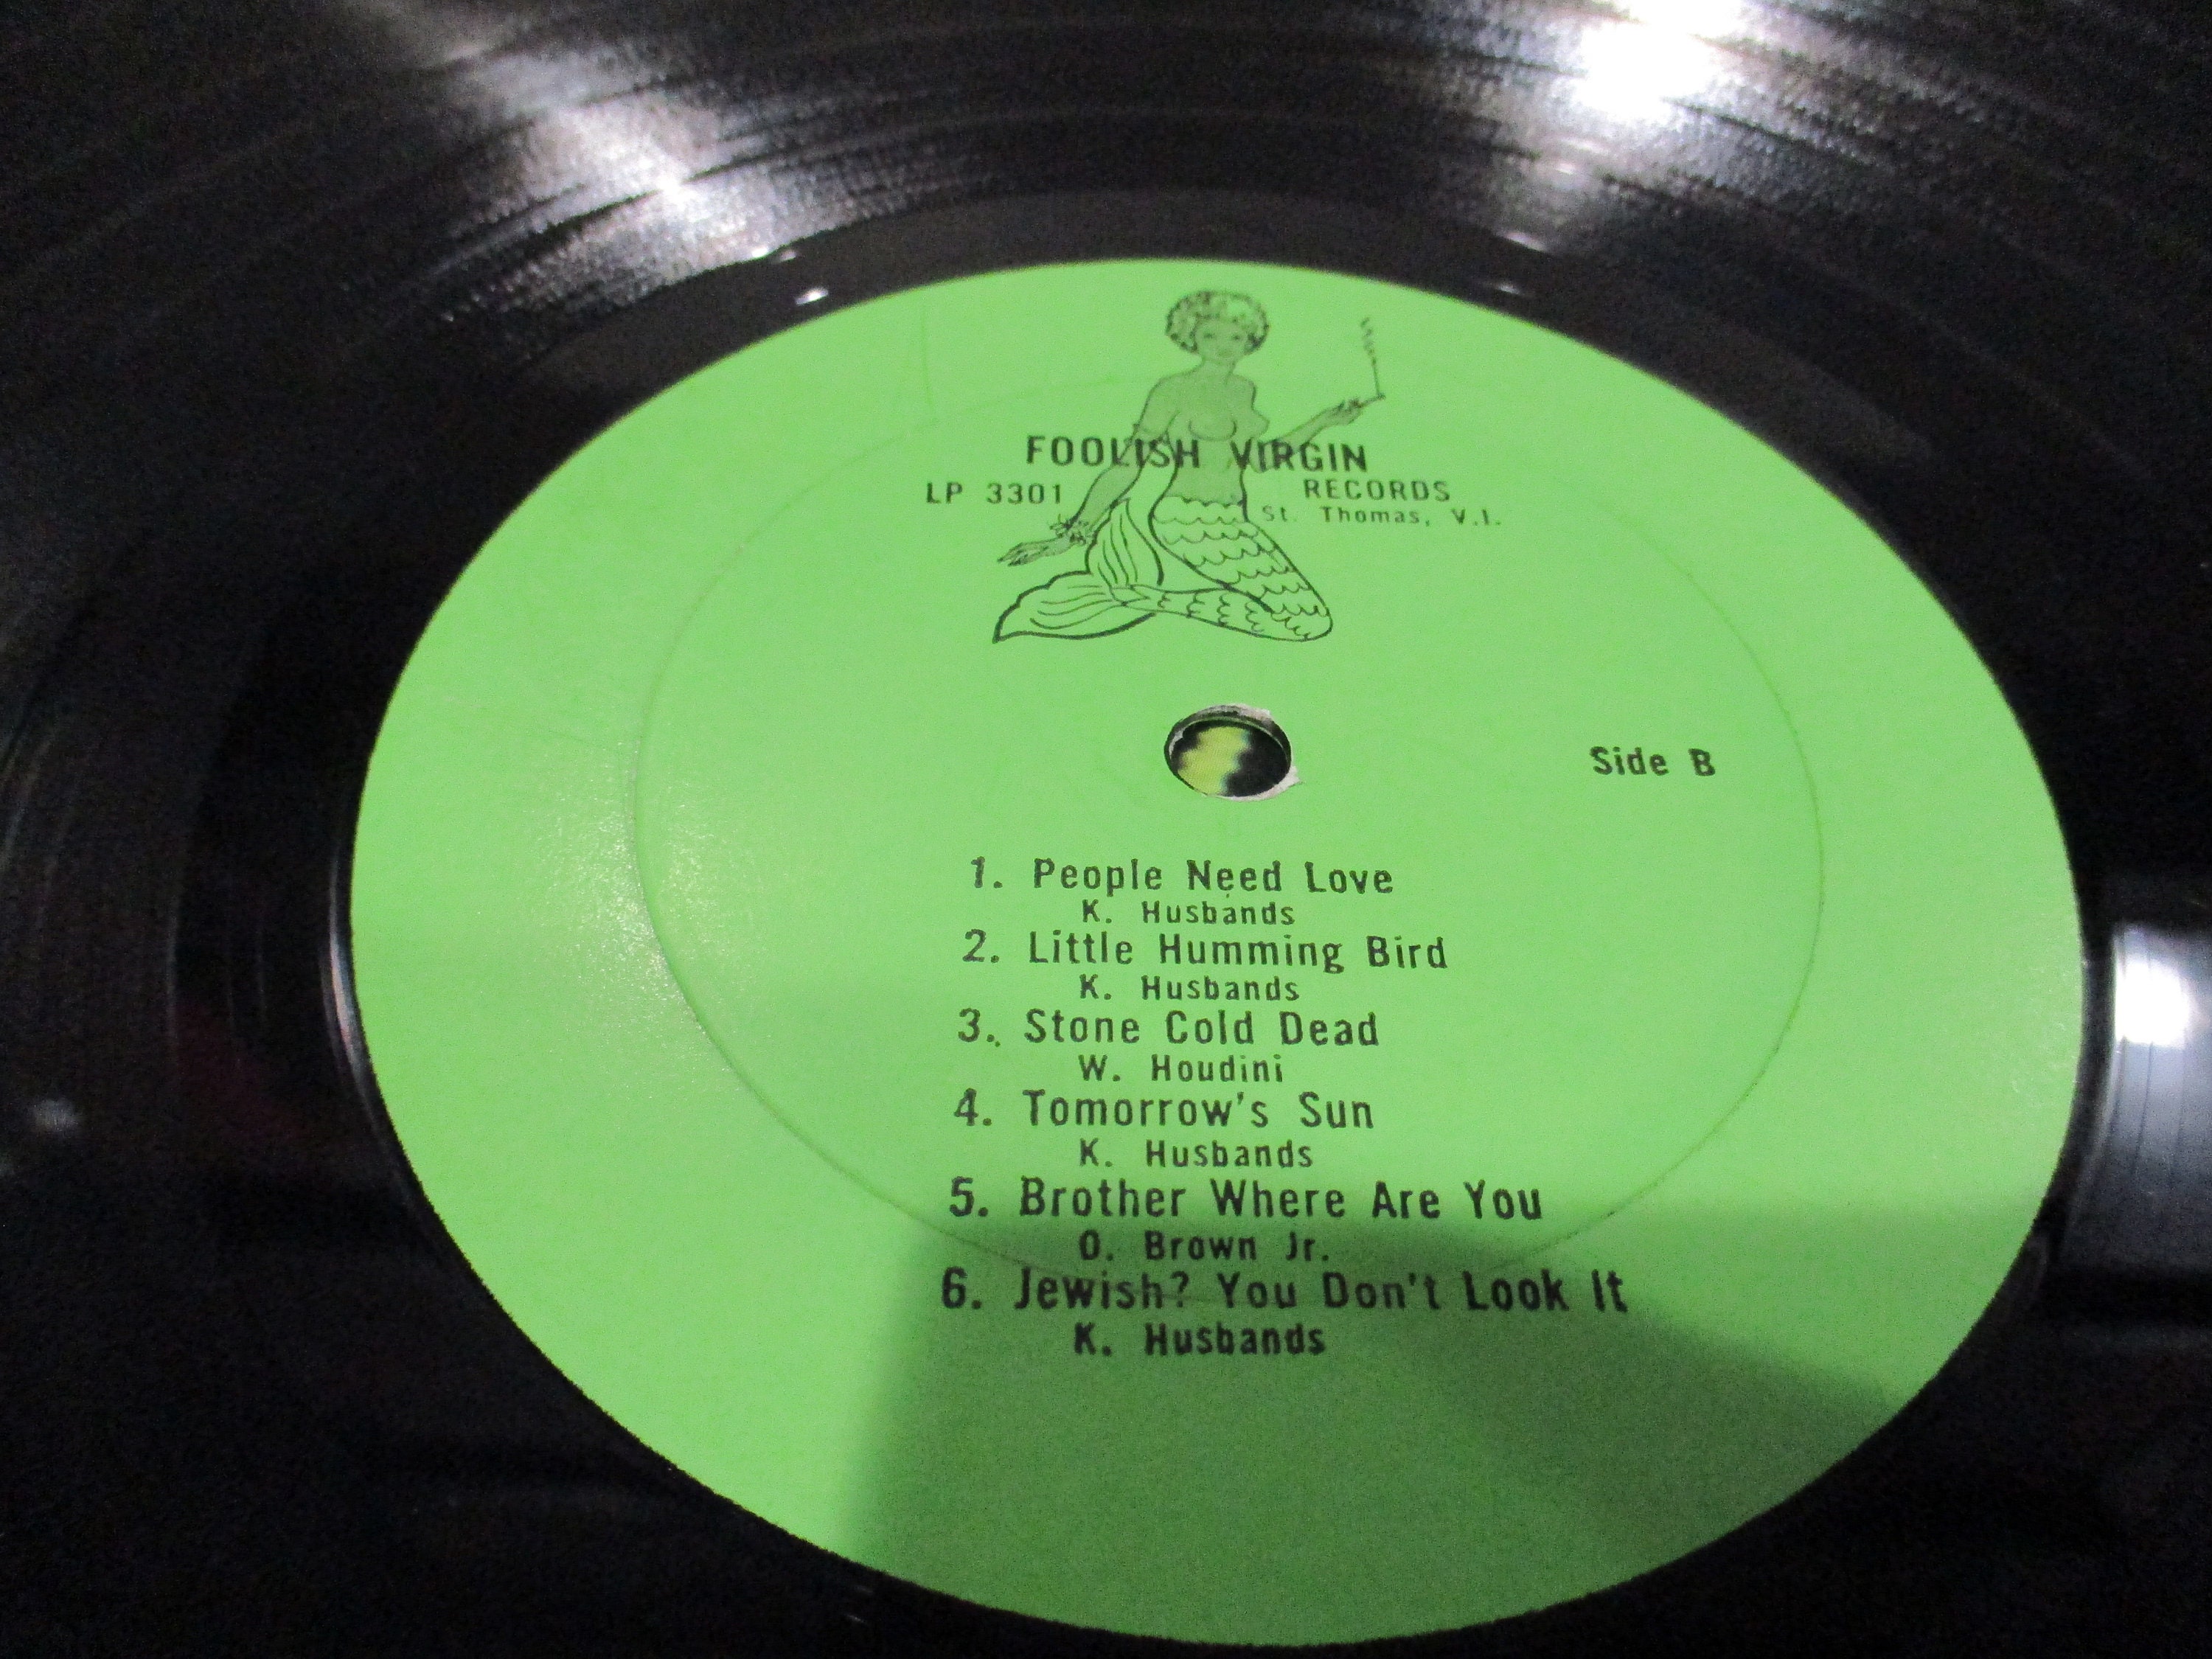 FOOLISH VIRGIN
LP 3301 RECORDS
St. Thomas, V.I.
Side B
1. People Need Love
K. Husbands
2. Little Humming Bird
K. Husbands
3. Stone Cold Dead
W. Houdini
4. Tomorrow's Sun
K. Husbands
5. Brother Where Are You
O. Brown Jr.
6. Jewish? You Don't Look It
K. Husbands